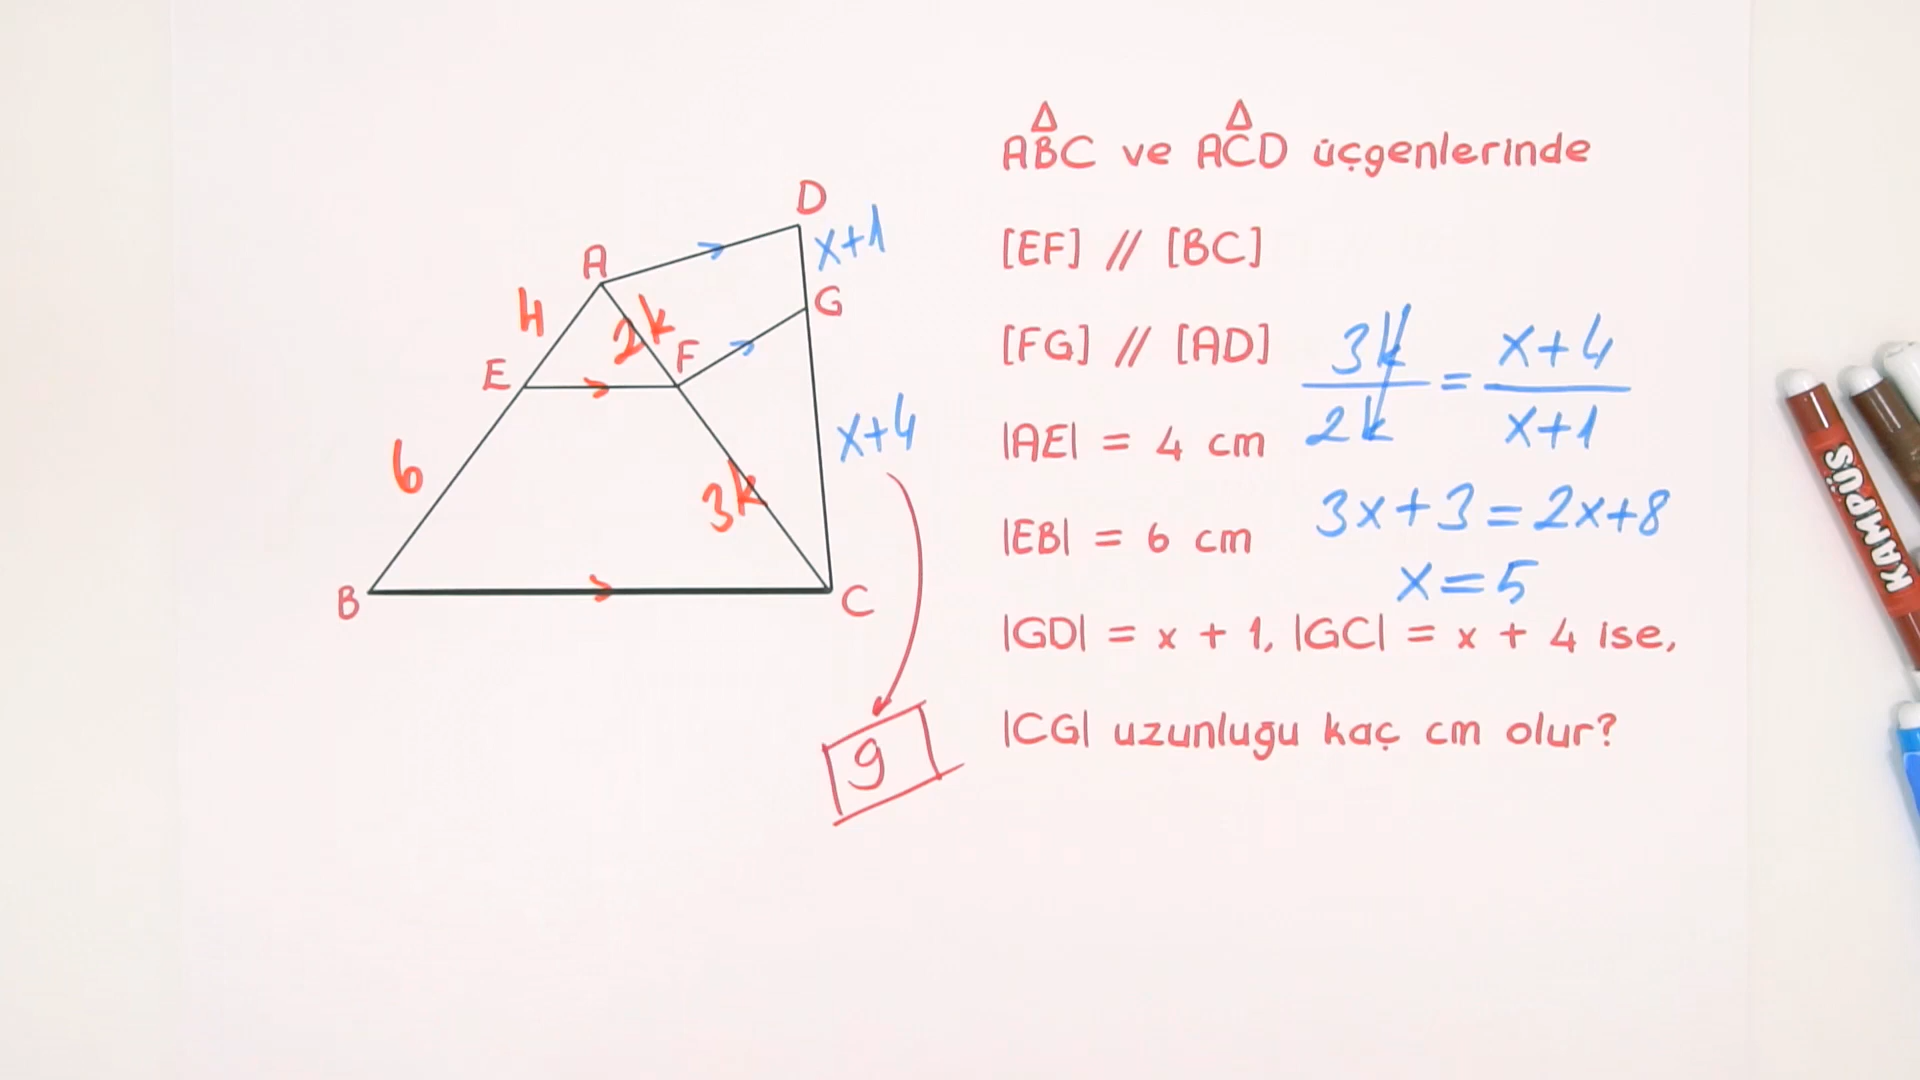 ABC ve ACD üçgenlerinde
[EF] // [BC]
[FG] // [AD]
|AE| = 4 cm
|EB| = 6 cm
|GD| = x + 1, |GC| = x + 4 ise,
|CG| uzunluğu kaç cm olur?
3k/2k = x+4/x+1
3x+3=2x+8
x=5
D
x+1
A
4
2k
G
E
F
x+4
6
3k
B
C
9
KAMPÜS